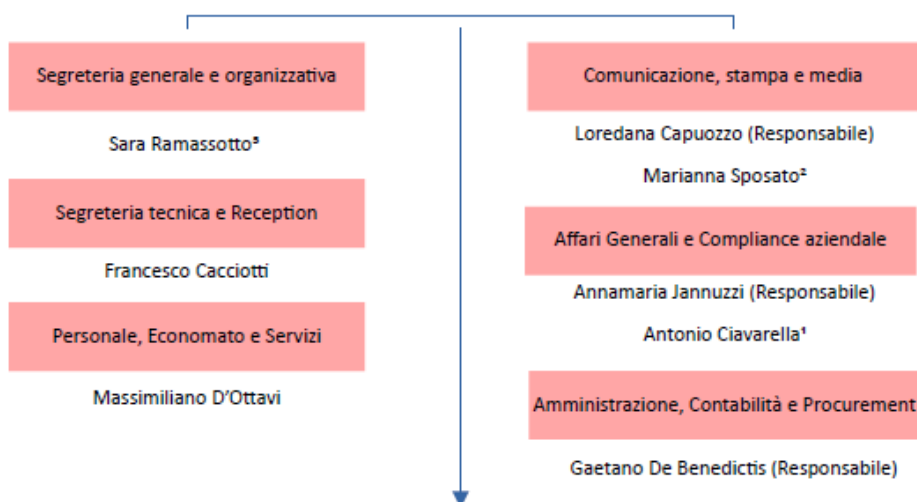 Segreteria generale e organizzativa
Sara Ramassotto³
Segreteria tecnica e Reception
Francesco Cacciotti
Personale, Economato e Servizi
Massimiliano D'Ottavi
Comunicazione, stampa e media
Loredana Capuozzo (Responsabile)
Marianna Sposato²
Affari Generali e Compliance aziendale
Annamaria Jannuzzi (Responsabile)
Antonio Ciavarella¹
Amministrazione, Contabilità e Procurement
Gaetano De Benedictis (Responsabile)